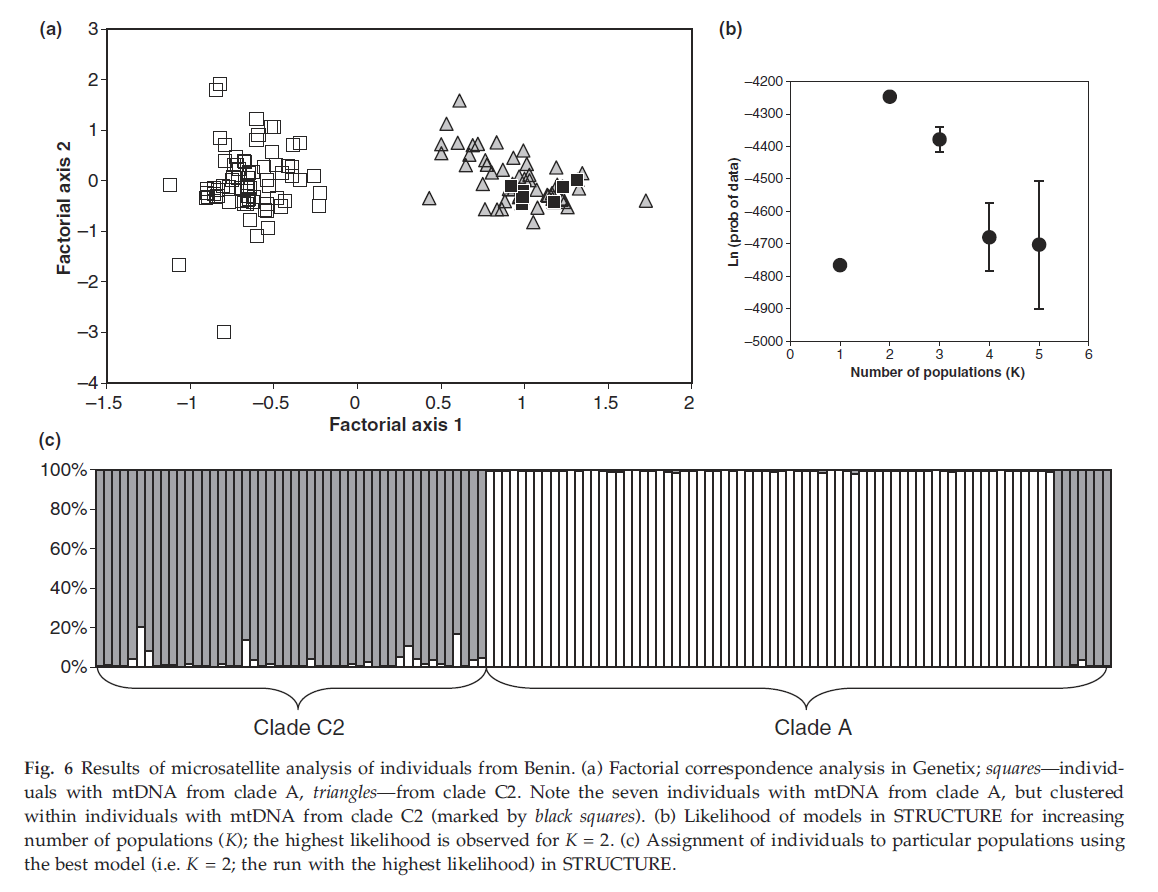 (a)
3
2
1
0
−1
−2
−3
−4
Factorial axis 2
−1.5
−1
−0.5
0
0.5
1
1.5
2
Factorial axis 1
(b)
−4200
−4300
−4400
−4500
−4600
−4700
−4800
−4900
−5000
Ln (prob of data)
0
1
2
3
4
5
6
Number of populations (K)
(c)
100%
80%
60%
40%
20%
0%
Clade C2
Clade A
Fig. 6 Results of microsatellite analysis of individuals from Benin. (a) Factorial correspondence analysis in Genetix; squares—individ-
uals with mtDNA from clade A, triangles—from clade C2. Note the seven individuals with mtDNA from clade A, but clustered
within individuals with mtDNA from clade C2 (marked by black squares). (b) Likelihood of models in STRUCTURE for increasing
number of populations (K); the highest likelihood is observed for K = 2. (c) Assignment of individuals to particular populations using
the best model (i.e. K = 2; the run with the highest likelihood) in STRUCTURE.